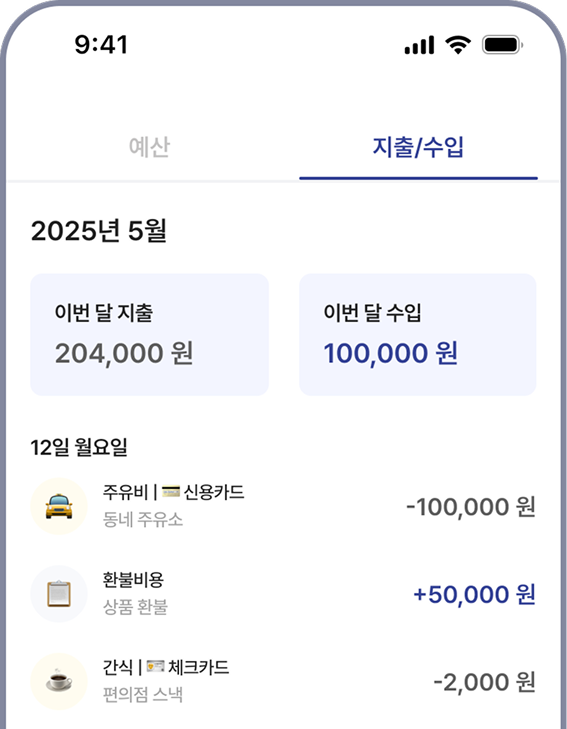 9:41
예산
지출/수입
2025년 5월
이번 달 지출
204,000 원
이번 달 수입
100,000 원
12일 월요일
주유비 | 신용카드
동네 주유소
-100,000 원
환불비용
상품 환불
+50,000 원
간식 | 체크카드
편의점 스낵
-2,000 원